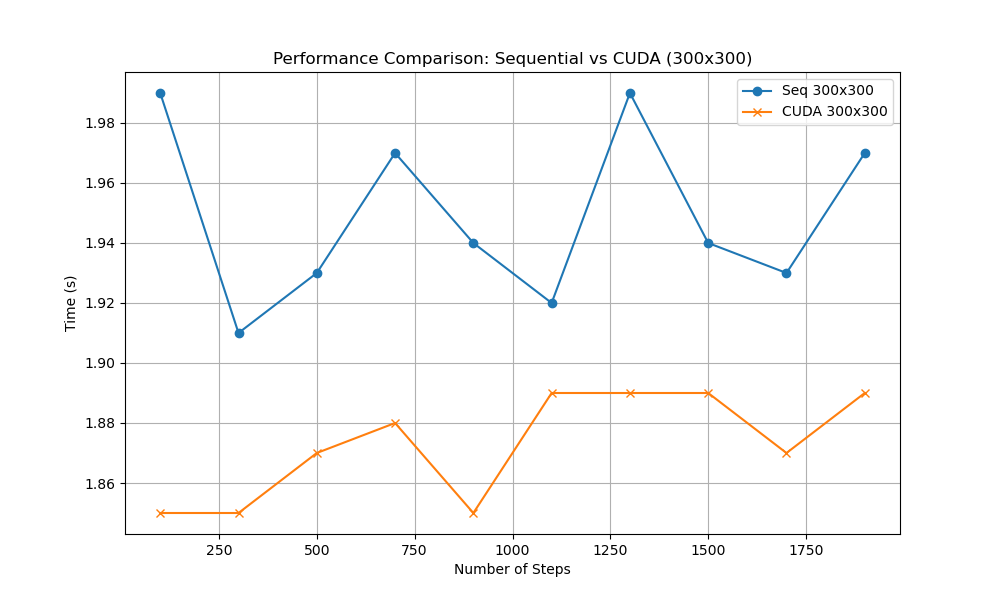 Performance Comparison: Sequential vs CUDA (300x300)
Seq 300x300
CUDA 300x300
1.98
1.96
1.94
1.92
1.90
1.88
1.86
Time (s)
250 500 750 1000 1250 1500 1750
Number of Steps